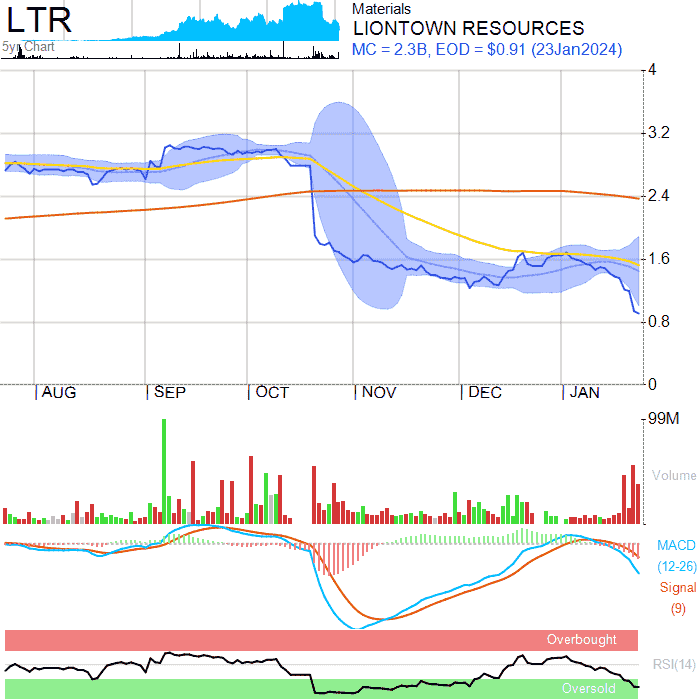 LTR
Materials
LIONTOWN RESOURCES
MC = 2.3B, EOD = $0.91 (23Jan2024)
5yr Chart
4
3.2
2.4
1.6
0.8
0
AUG SEP OCT NOV DEC JAN
99M
Volume
MACD
(12-26)
Signal
(9)
Overbought
RSI(14)
Oversold